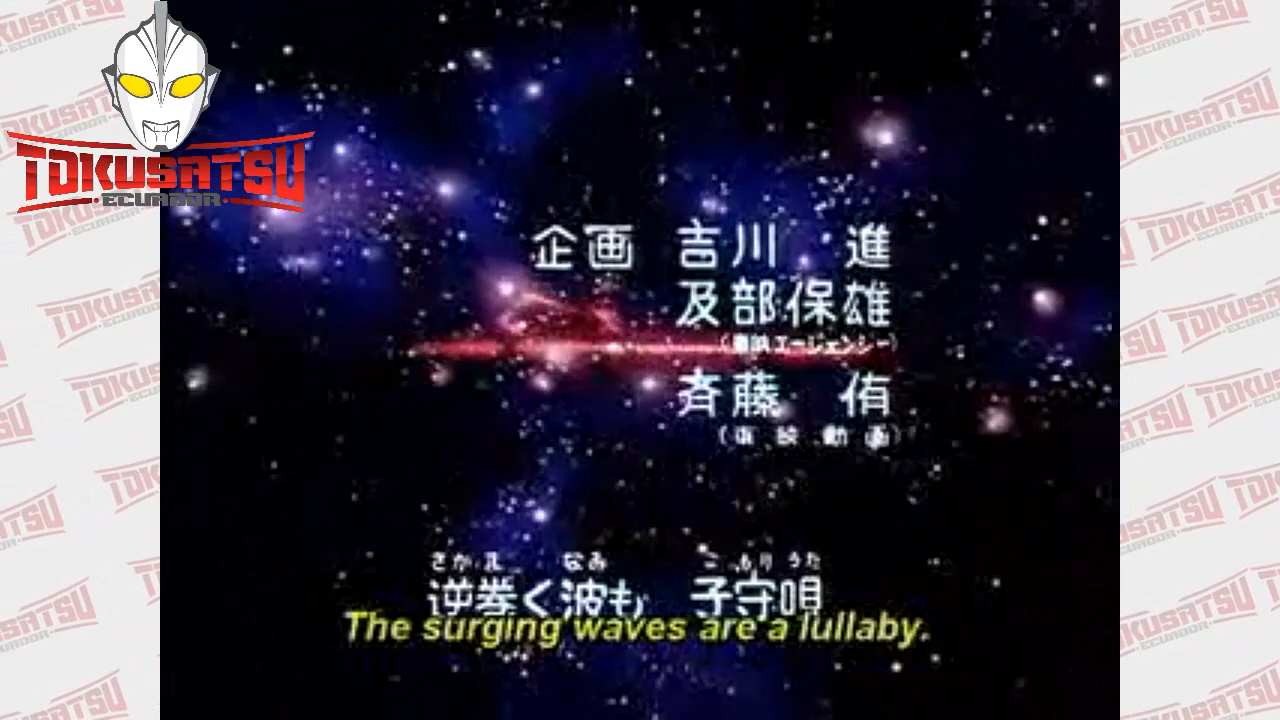 TOKUSATSU
ECUADOR
企画 吉川 進
及部保雄
(東映エージェンシー)
斉藤 侑
(東映動画)
さかま なみ こもりうた
逆巻く波も 子守唄
The surging waves are a lullaby.